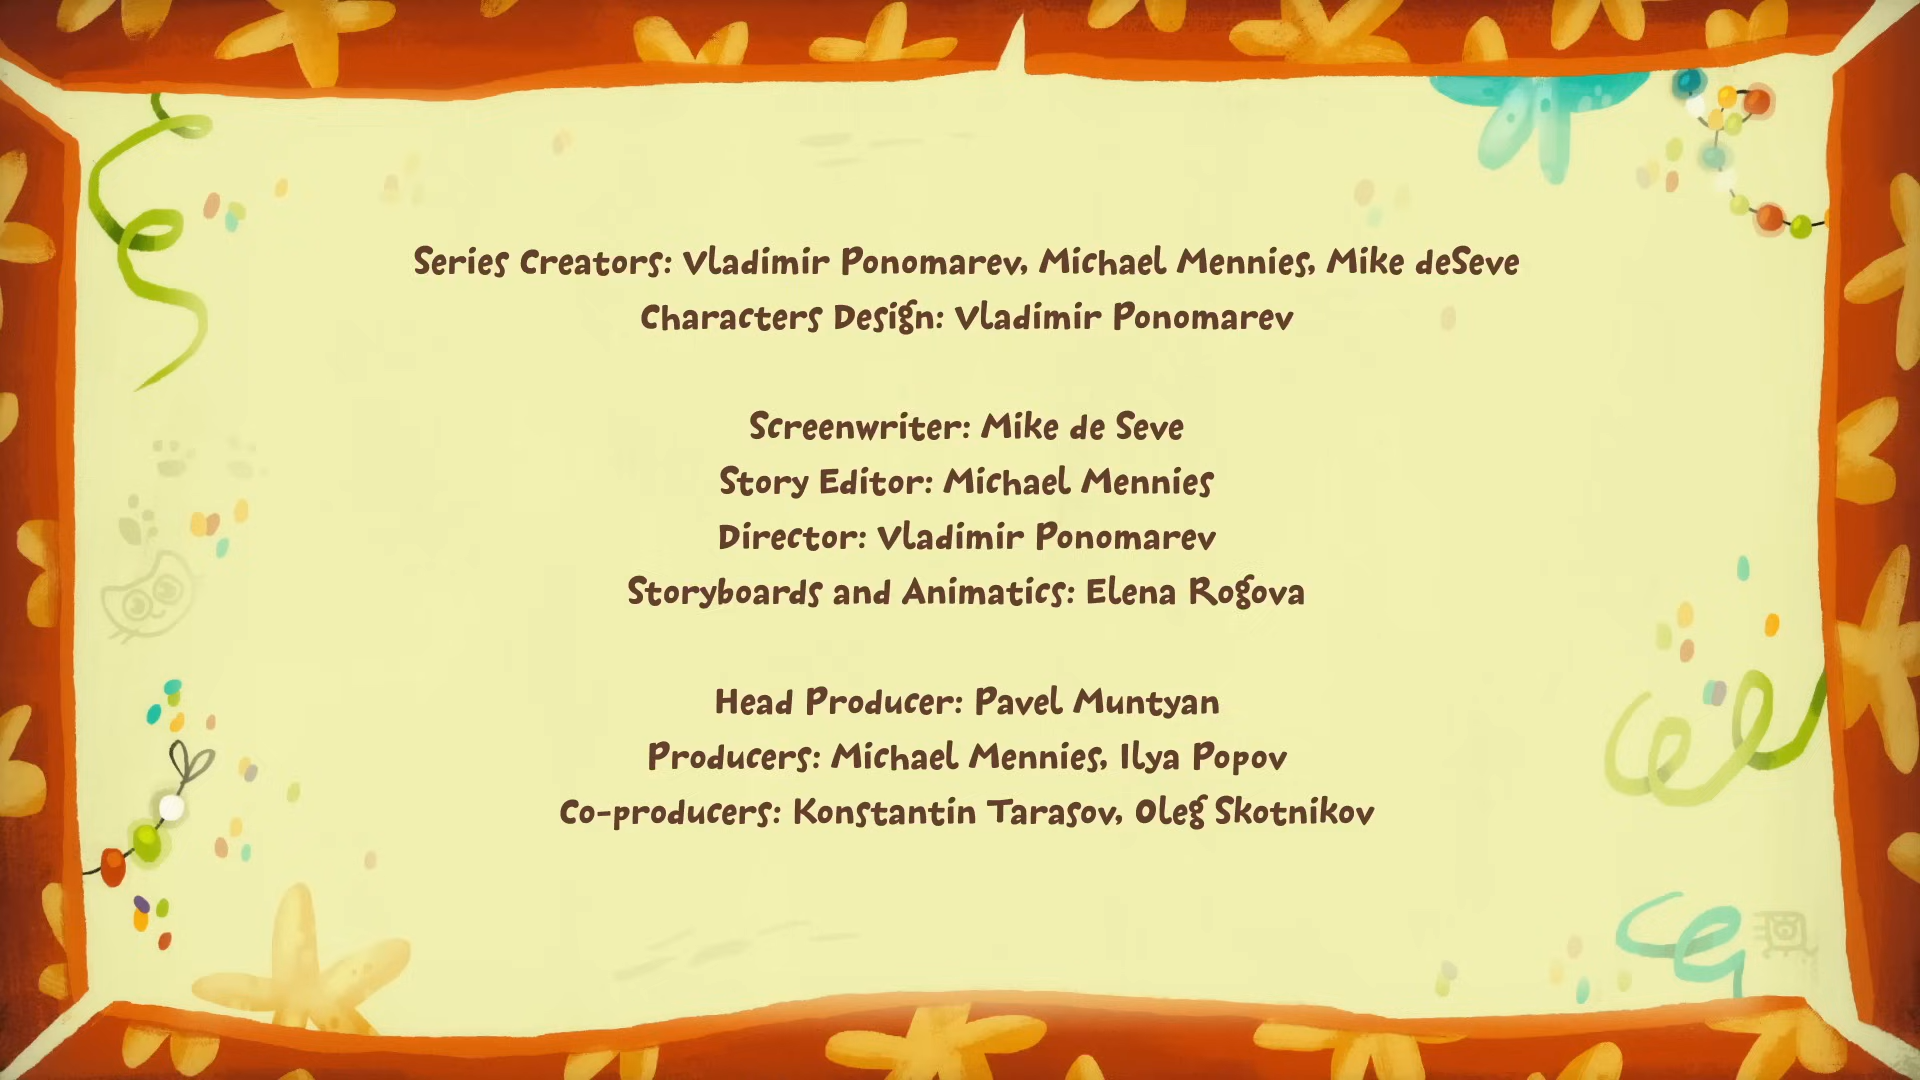 Series Creators: Vladimir Ponomarev, Michael Mennies, Mike deSeve
Characters Design: Vladimir Ponomarev
Screenwriter: Mike de Seve
Story Editor: Michael Mennies
Director: Vladimir Ponomarev
Storyboards and Animatics: Elena Rogova
Head Producer: Pavel Muntyan
Producers: Michael Mennies, Ilya Popov
Co-producers: Konstantin Tarasov, Oleg Skotnikov